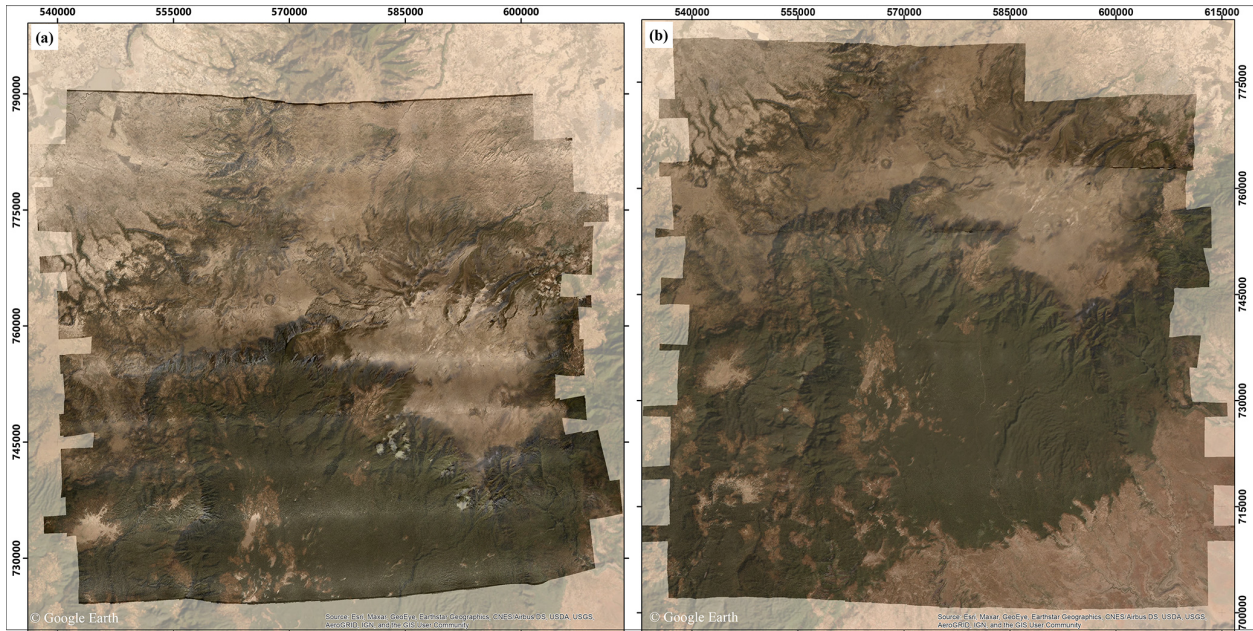 540000 555000 570000 585000 600000
(a)
790000
775000
760000
745000
730000
© Google Earth
Source: Esri, Maxar, GeoEye, Earthstar Geographics, CNES/Airbus DS, USDA, USGS,
AeroGRID, IGN, and the GIS User Community
540000 555000 570000 585000 600000 615000
(b)
775000
760000
745000
730000
715000
700000
© Google Earth
Source: Esri, Maxar, GeoEye, Earthstar Geographics, CNES/Airbus DS, USDA, USGS,
AeroGRID, IGN, and the GIS User Community